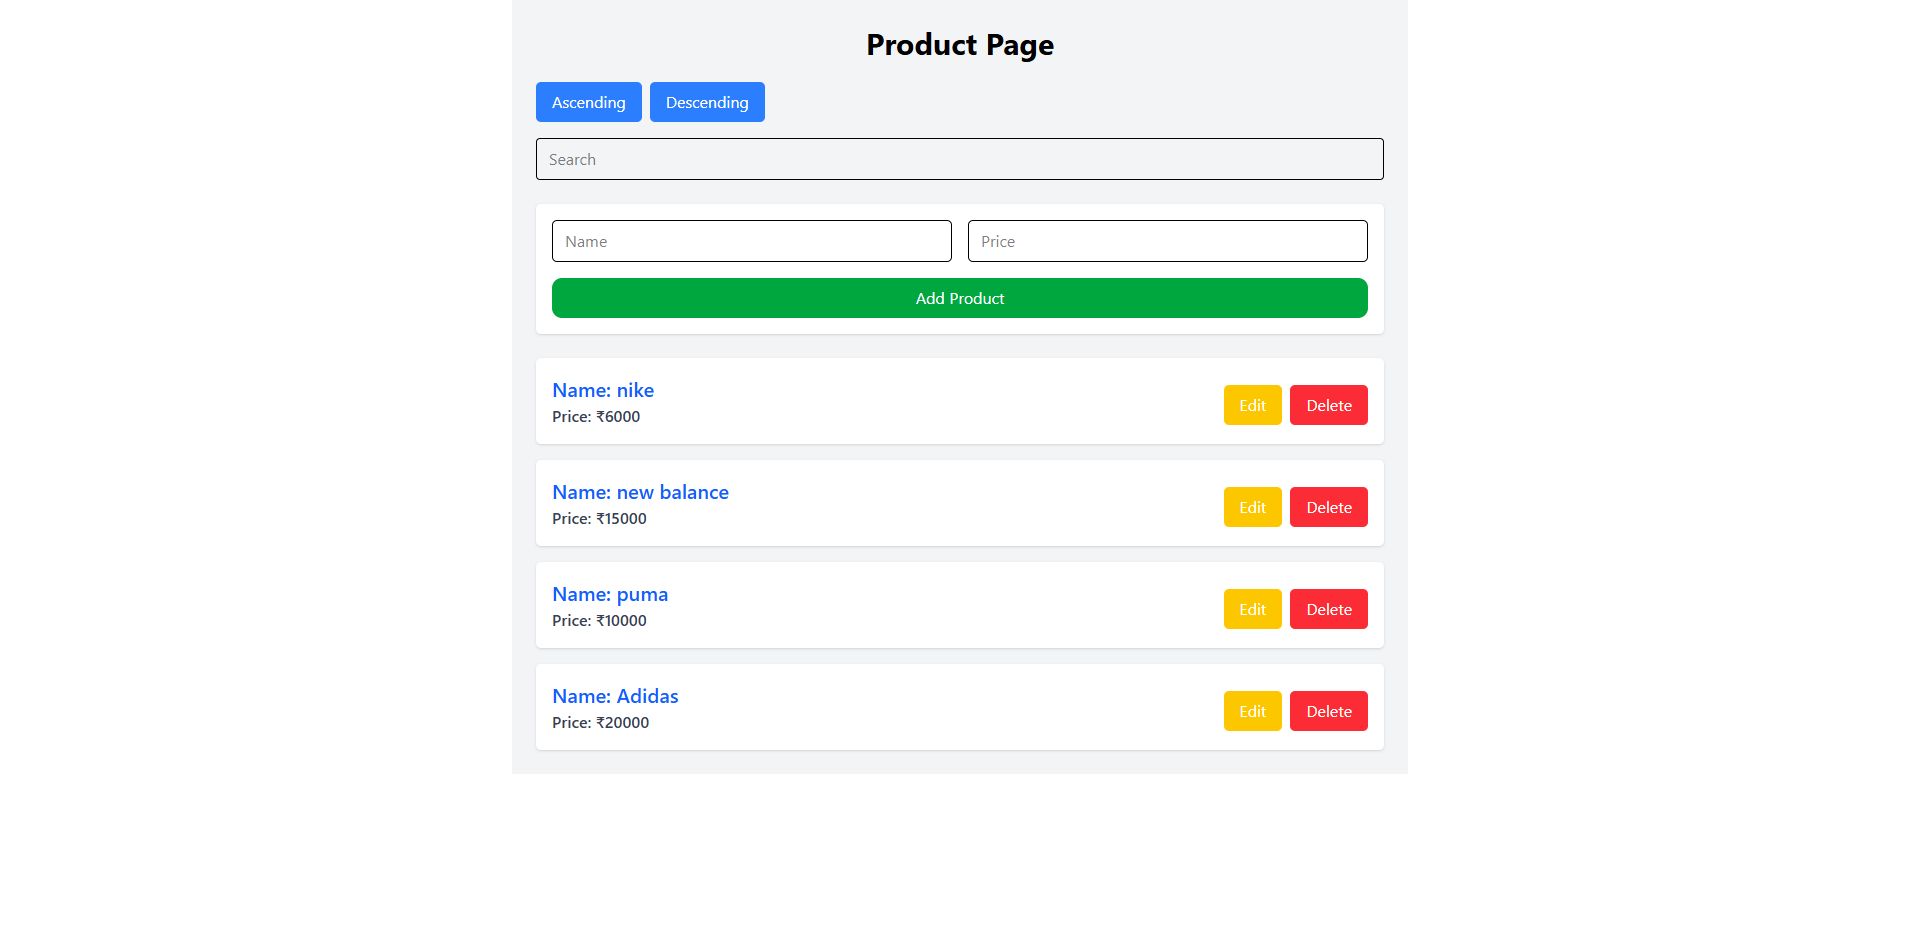 Product Page
Ascending Descending
Search
Name Price
Add Product
Name: nike
Price: ₹6000
Edit Delete
Name: new balance
Price: ₹15000
Edit Delete
Name: puma
Price: ₹10000
Edit Delete
Name: Adidas
Price: ₹20000
Edit Delete